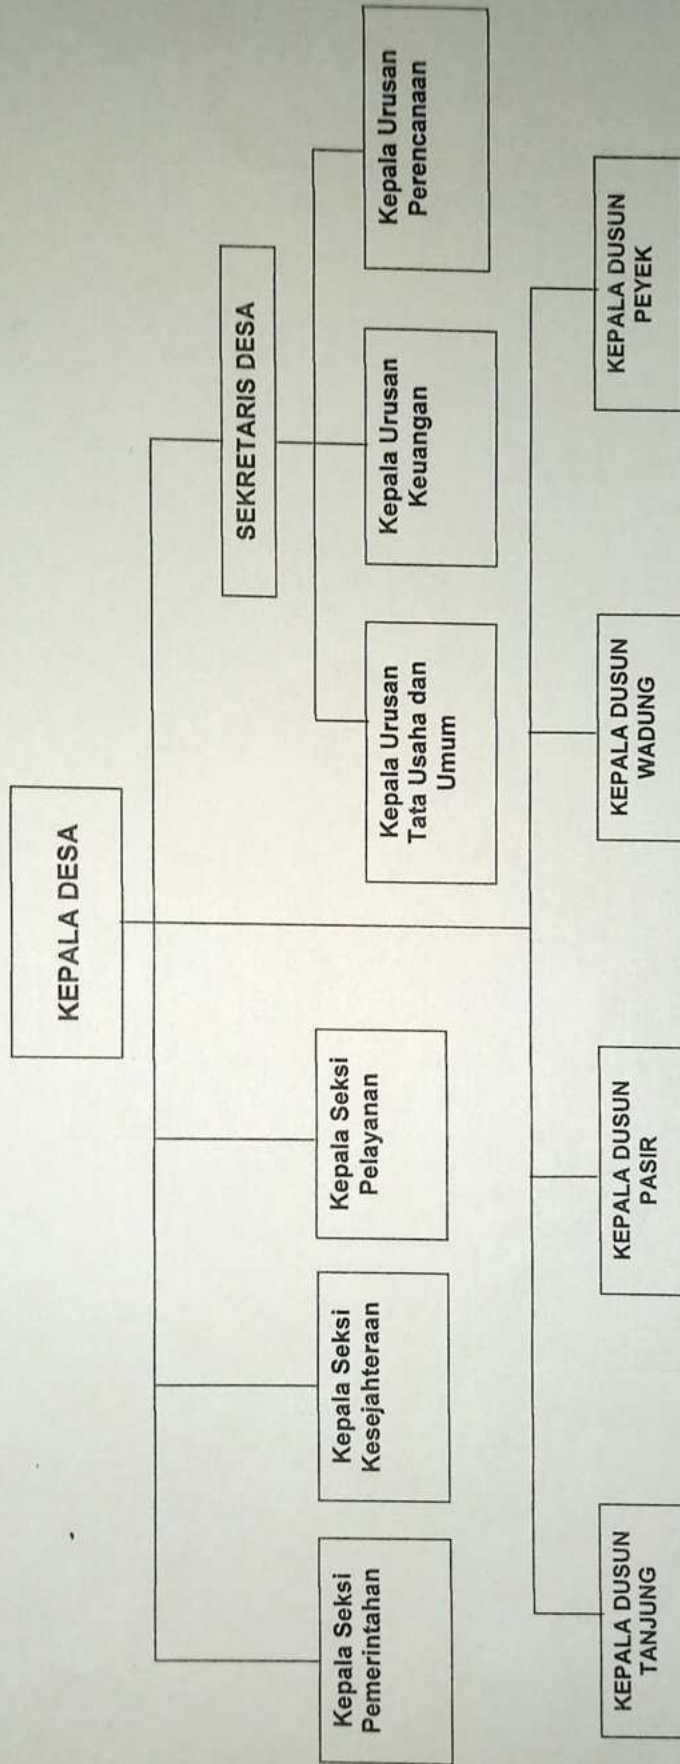 KEPALA DESA
SEKRETARIS DESA
Kepala Seksi
Pemerintahan
Kepala Seksi
Kesejahteraan
Kepala Seksi
Pelayanan
Kepala Urusan
Tata Usaha dan
Umum
Kepala Urusan
Keuangan
Kepala Urusan
Perencanaan
KEPALA DUSUN
TANJUNG
KEPALA DUSUN
PASIR
KEPALA DUSUN
WADUNG
KEPALA DUSUN
PEYEK